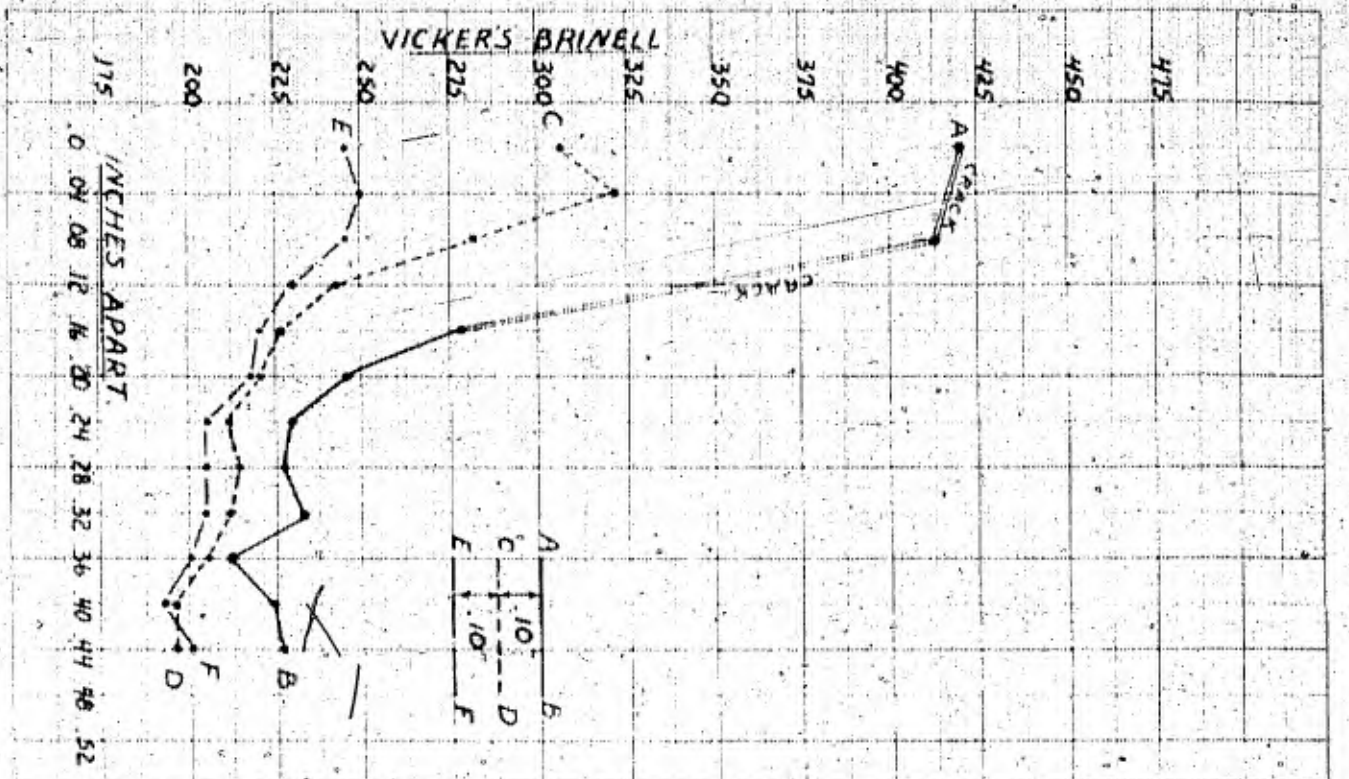 VICKERS BRINELL
175 200 225 250 275 300 325 350 375 400 425 450 475
E C A
CRACK
CRACK
.0 .04 .08 .12 .16 .20 .24 .28 .32 .36 .40 .44 .48 .52
INCHES APART
A 10" B
C D
E 10" F
D F B